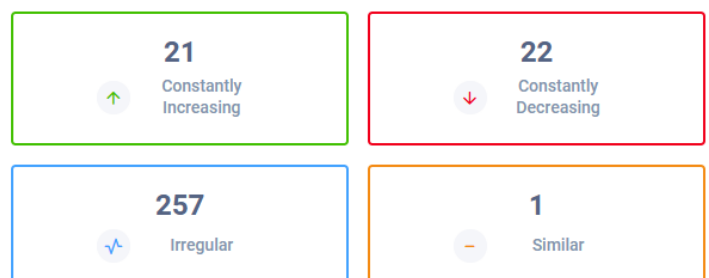 21
Constantly
Increasing
22
Constantly
Decreasing
257
Irregular
1
Similar